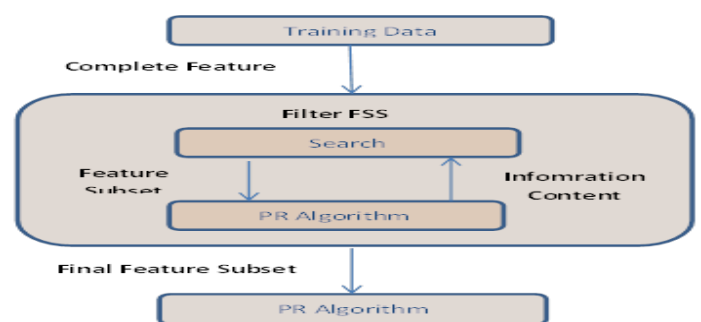 Training Data
Complete Feature
Filter FSS
Search
Feature
Subset
Infomration
Content
PR Algorithm
Final Feature Subset
PR Algorithm